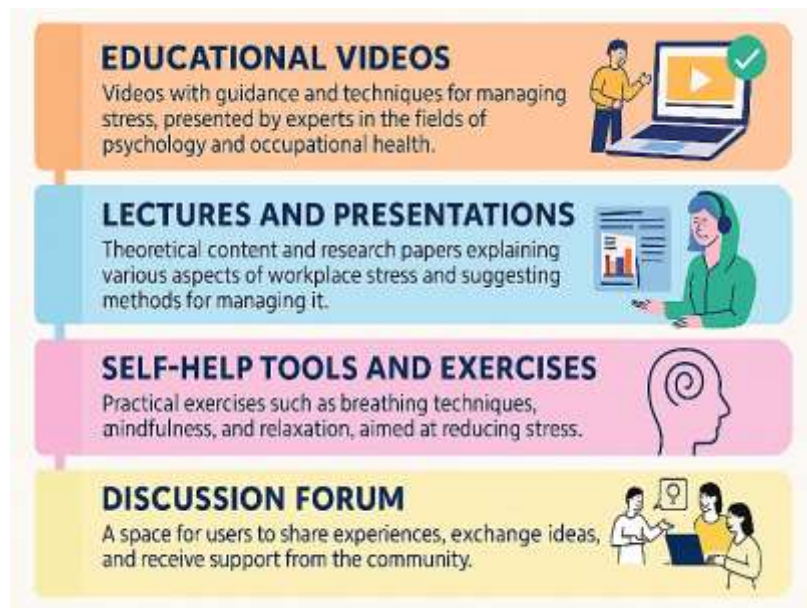 EDUCATIONAL VIDEOS
Videos with guidance and techniques for managing
stress, presented by experts in the fields of
psychology and occupational health.
LECTURES AND PRESENTATIONS
Theoretical content and research papers explaining
various aspects of workplace stress and suggesting
methods for managing it.
SELF-HELP TOOLS AND EXERCISES
Practical exercises such as breathing techniques,
mindfulness, and relaxation, aimed at reducing stress.
DISCUSSION FORUM
A space for users to share experiences, exchange ideas,
and receive support from the community.